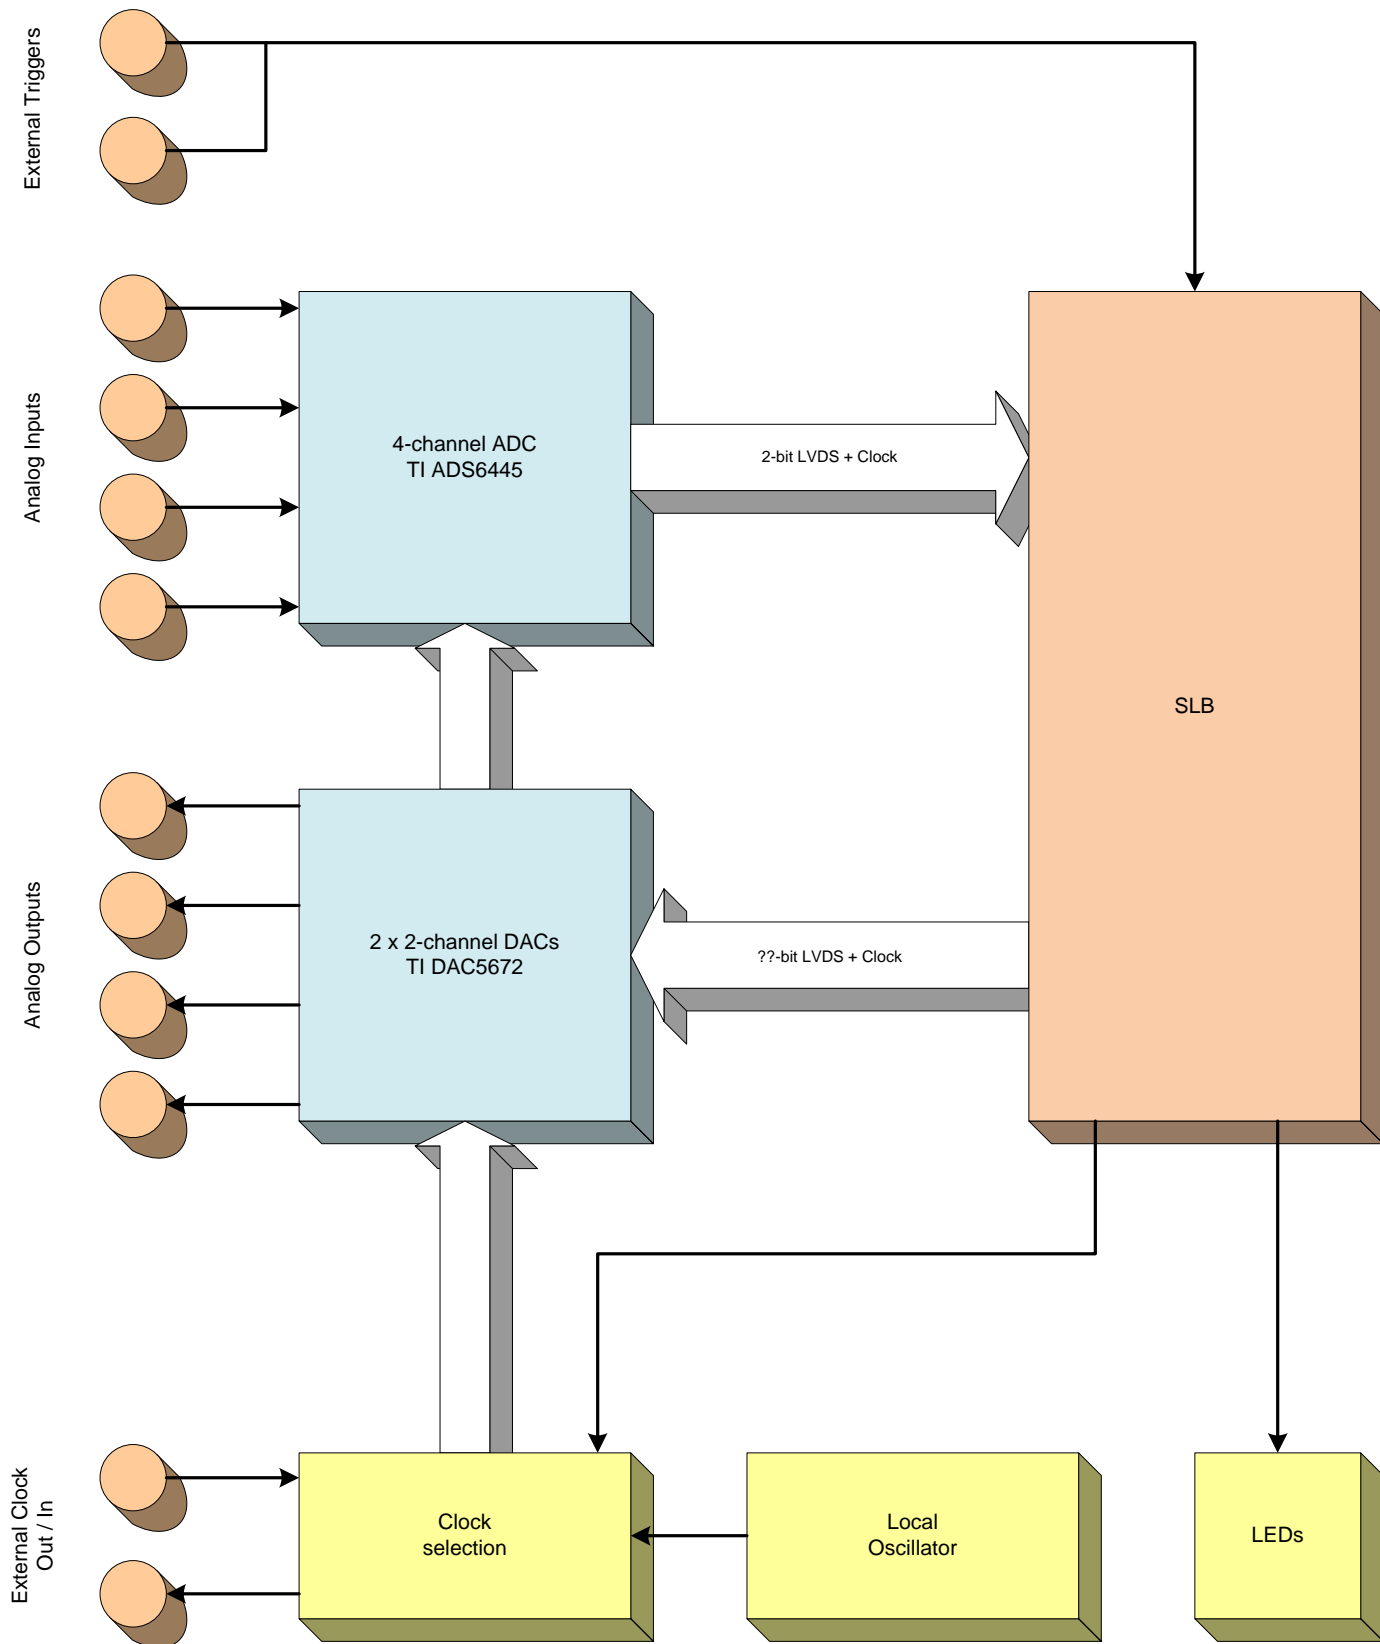 External Triggers
Analog Inputs
4-channel ADC
TI ADS6445
2-bit LVDS + Clock
SLB
Analog Outputs
2 x 2-channel DACs
TI DAC5672
??-bit LVDS + Clock
External Clock
Out / In
Clock
selection
Local
Oscillator
LEDs